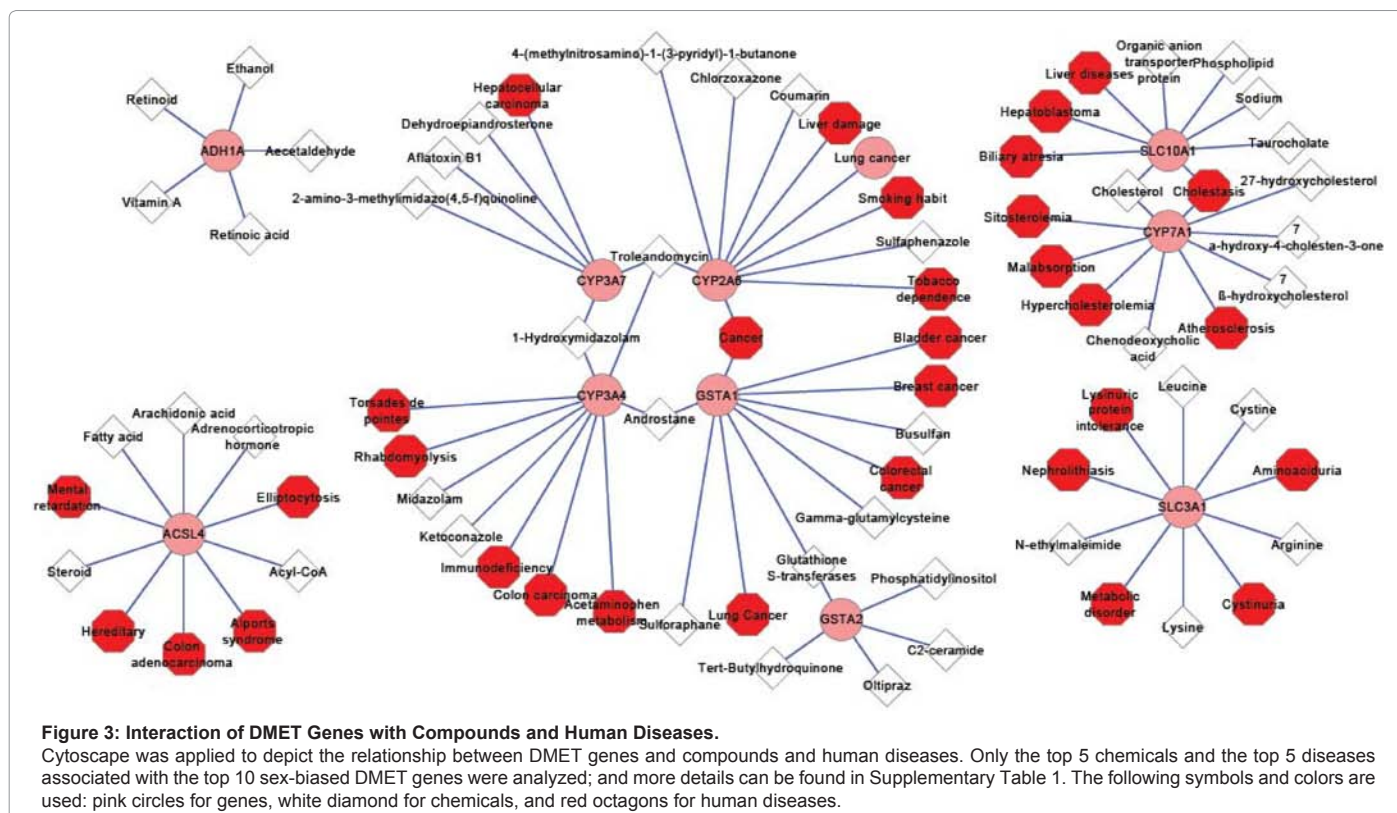 Ethanol
Retinoid
ADH1A
Aecetaldehyde
Vitamin A
Retinoic acid
4-(methylnitrosamino)-1-(3-pyridyl)-1-butanone
Hepatocellular
carcinoma
Chlorzoxazone
Coumarin
Dehydroepiandrosterone
Liver damage
Aflatoxin B1
Lung cancer
2-amino-3-methylimidazo(4,5-f)quinoline
Smoking habit
Sulfaphenazole
Troleandomycin
CYP3A7
CYP2A6
Tobacco
dependence
1-Hydroxymidazolam
Cancer
Bladder cancer
CYP3A4
GSTA1
Breast cancer
Torsades de
pointes
Androstane
Busulfan
Rhabdomyolysis
Colorectal
cancer
Midazolam
Gamma-glutamylcysteine
Ketoconazole
Glutathione
S-transferases
Immunodeficiency
Colon carcinoma
Acetaminophen
metabolism
Sulforaphane
Lung Cancer
Phosphatidylinositol
GSTA2
C2-ceramide
Tert-Butylhydroquinone
Oltipraz
Organic anion
transporter
protein
Phospholipid
Liver diseases
Sodium
Hepatoblastoma
SLC10A1
Taurocholate
Biliary atresia
27-hydroxycholesterol
Cholesterol
Cholestasis
Sitosterolemia
CYP7A1
7
a-hydroxy-4-cholesten-3-one
Malabsorption
7
ß-hydroxycholesterol
Hypercholesterolemia
Atherosclerosis
Chenodeoxycholic
acid
Arachidonic acid
Adrenocorticotropic
hormone
Fatty acid
Mental
retardation
Elliptocytosis
ACSL4
Steroid
Acyl-CoA
Hereditary
Alports
syndrome
Colon
adenocarcinoma
Leucine
Lysinuric
protein
intolerance
Cystine
Nephrolithiasis
Aminoaciduria
SLC3A1
N-ethylmaleimide
Arginine
Metabolic
disorder
Cystinuria
Lysine
Figure 3: Interaction of DMET Genes with Compounds and Human Diseases.
Cytoscape was applied to depict the relationship between DMET genes and compounds and human diseases. Only the top 5 chemicals and the top 5 diseases
associated with the top 10 sex-biased DMET genes were analyzed; and more details can be found in Supplementary Table 1. The following symbols and colors are
used: pink circles for genes, white diamond for chemicals, and red octagons for human diseases.